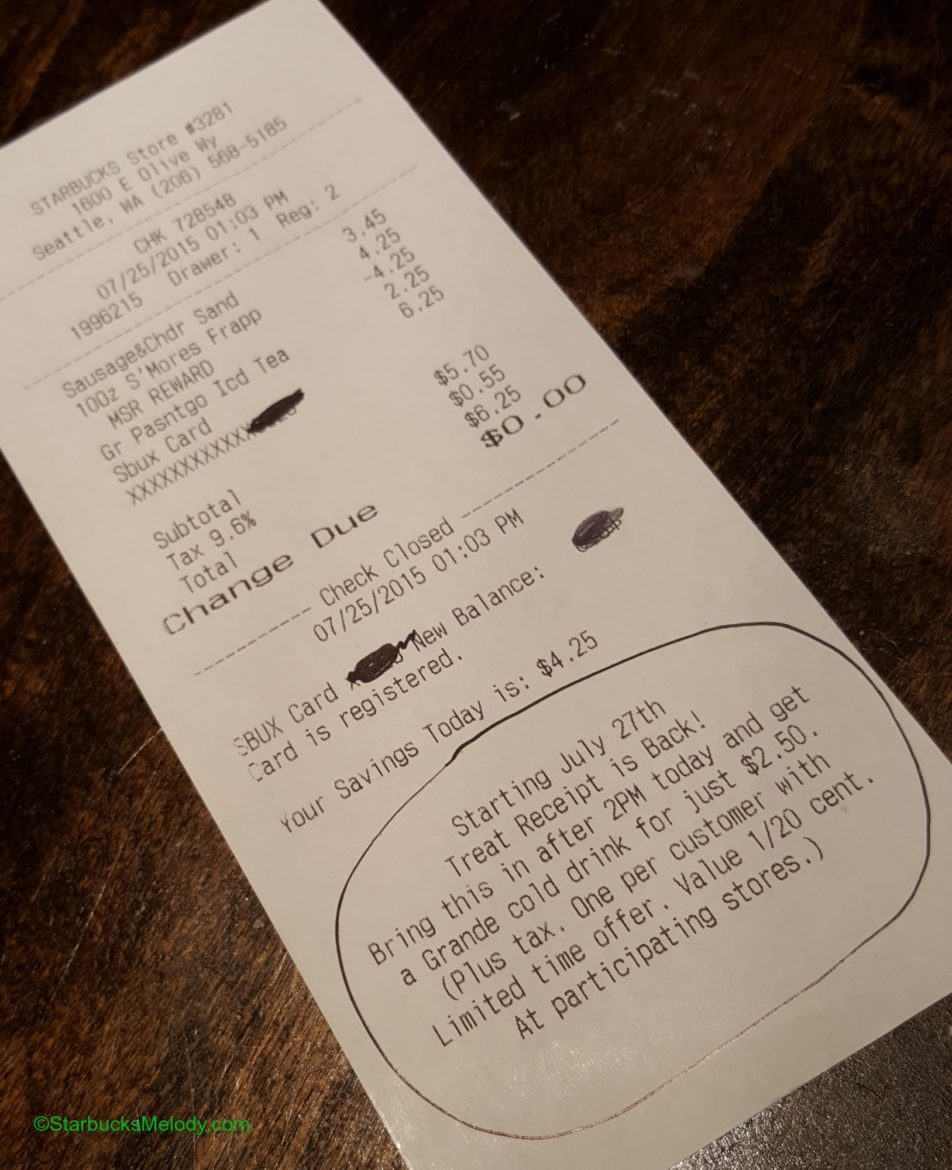 STARBUCKS Store #3281
1600 E Olive Wy
Seattle, WA (206) 568-5185
CHK 728548
07/25/2015 01:03 PM
1996215 Drawer: 1 Reg: 2
Sausage&Chdr Sand 3.45
10Oz S'Mores Frapp 4.25
MSR REWARD -4.25
Gr Pasntgo Icd Tea 2.25
Sbux Card 6.25
XXXXXXXXXXXX
Subtotal $5.70
Tax 9.6% $0.55
Total $6.25
Change Due $0.00
Check Closed
07/25/2015 01:03 PM
SBUX Card New Balance:
Card is registered.
Your Savings Today is: $4.25
Starting July 27th
Treat Receipt is Back!
Bring this in after 2PM today and get
a Grande cold drink for just $2.50.
(Plus tax. One per customer with
Limited time offer. Value 1/20 cent.
At participating stores.)
©StarbucksMelody.com